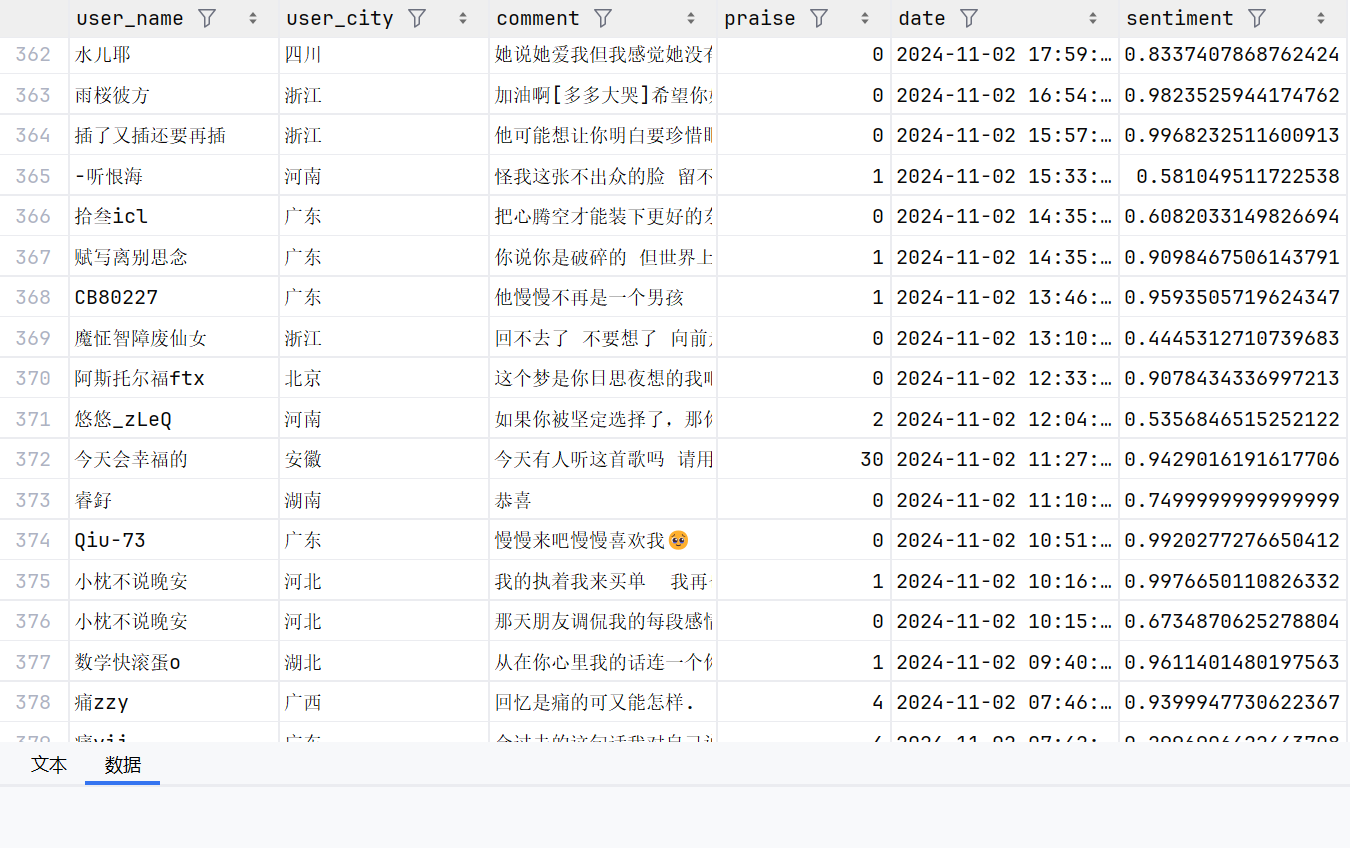 user_name user_city comment praise date sentiment
362 水儿耶 四川 她说她爱我但我感觉她没有 0 2024-11-02 17:59:… 0.8337407868762424
363 雨桜彼方 浙江 加油啊[多多大哭]希望你 0 2024-11-02 16:54:… 0.9823525944174762
364 插了又插还要再插 浙江 他可能想让你明白要珍惜 0 2024-11-02 15:57:… 0.9968232511600913
365 -听恨海 河南 怪我这张不出众的脸 留不 1 2024-11-02 15:33:… 0.581049511722538
366 拾叁icl 广东 把心腾空才能装下更好的 0 2024-11-02 14:35:… 0.6082033149826694
367 赋写离别思念 广东 你说你是破碎的 但世界上 1 2024-11-02 14:35:… 0.9098467506143791
368 CB80227 广东 他慢慢不再是一个男孩 1 2024-11-02 13:46:… 0.9593505719624347
369 魔怔智障废仙女 浙江 回不去了 不要想了 向前 0 2024-11-02 13:10:… 0.4445312710739683
370 阿斯托尔福ftx 北京 这个梦是你日思夜想的我 0 2024-11-02 12:33:… 0.9078434336997213
371 悠悠_zLeQ 河南 如果你被坚定选择了，那你 2 2024-11-02 12:04:… 0.5356846515252122
372 今天会幸福的 安徽 今天有人听这首歌吗 请用 30 2024-11-02 11:27:… 0.9429016191617706
373 睿釨 湖南 恭喜 0 2024-11-02 11:10:… 0.7499999999999999
374 Qiu-73 广东 慢慢来吧慢慢喜欢我🥹 0 2024-11-02 10:51:… 0.9920277276650412
375 小枕不说晚安 河北 我的执着我来买单  我再 1 2024-11-02 10:16:… 0.9976650110826332
376 小枕不说晚安 河北 那天朋友调侃我的每段感情 0 2024-11-02 10:15:… 0.6734870625278804
377 数学快滚蛋o 湖北 从在你心里我的话连一个 1 2024-11-02 09:40:… 0.9611401480197563
378 痛zzy 广西 回忆是痛的可又能怎样. 4 2024-11-02 07:46:… 0.9399947730622367
文本 数据